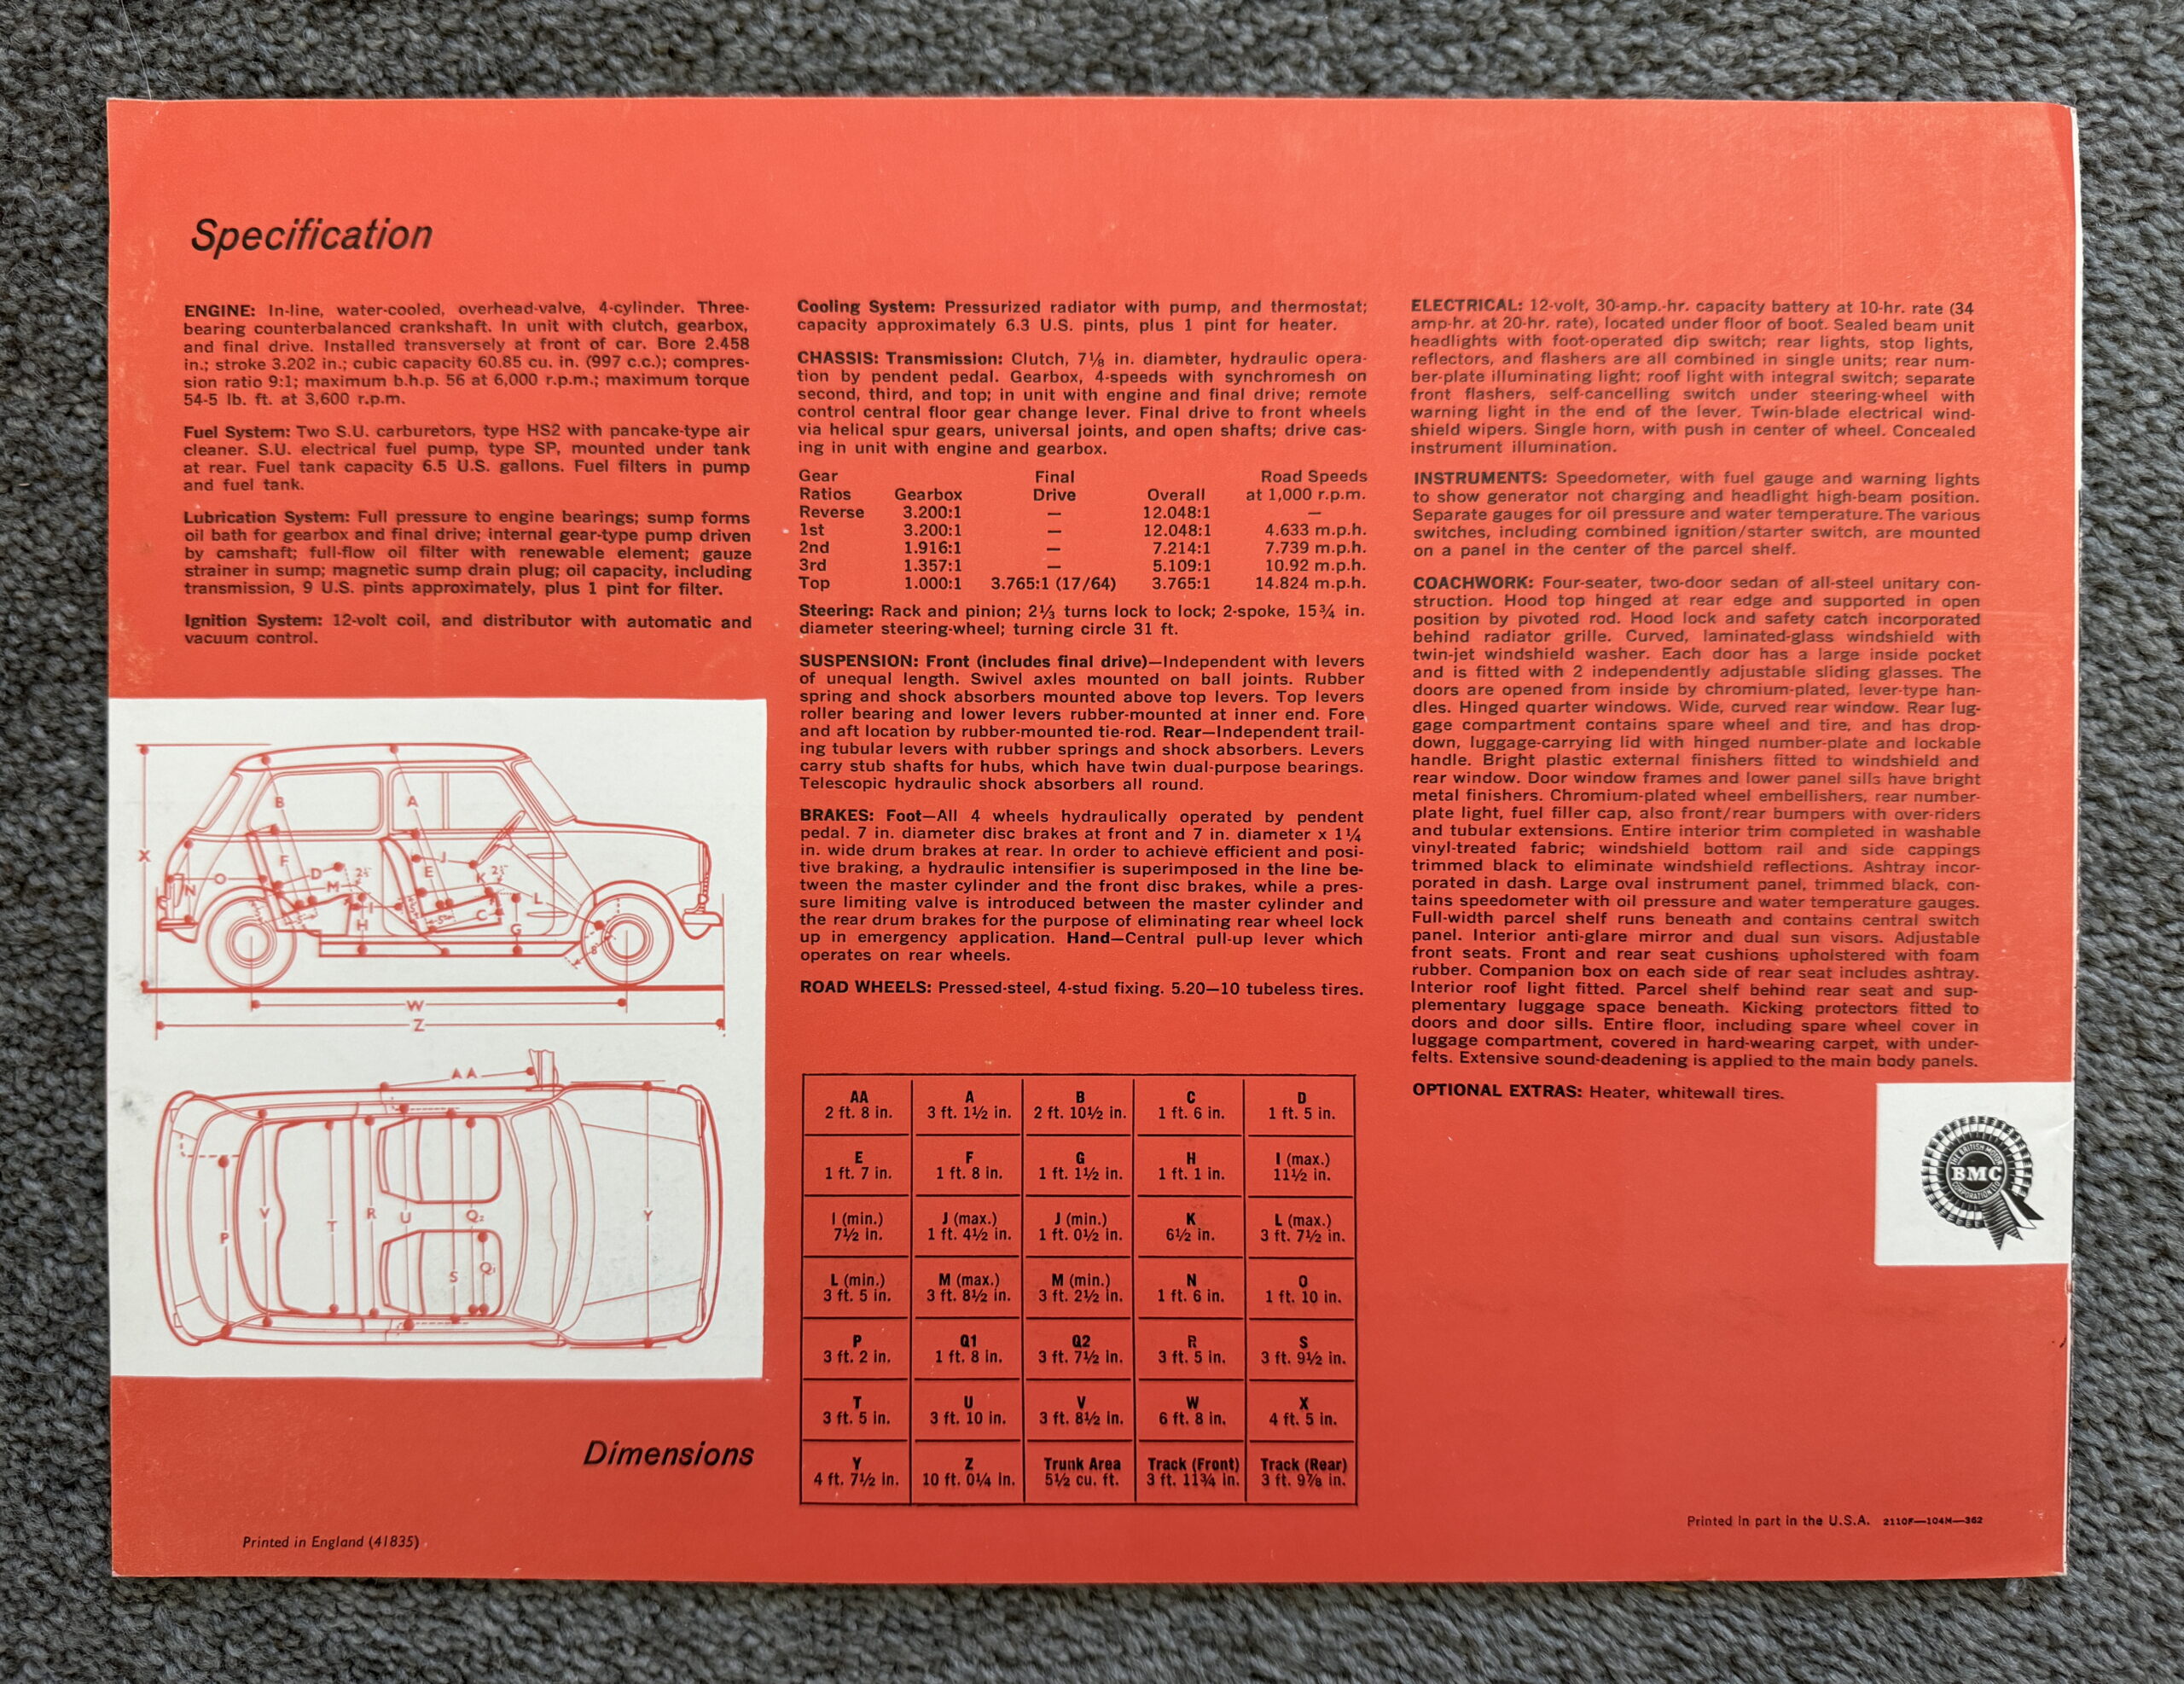 Specification
ENGINE: In-line, water-cooled, overhead-valve, 4-cylinder. Three-
bearing counterbalanced crankshaft. In unit with clutch, gearbox,
and final drive. Installed transversely at front of car. Bore 2.458
in.; stroke 3.202 in.; cubic capacity 60.85 cu. in. (997 c.c.); compres-
sion ratio 9:1; maximum b.h.p. 56 at 6,000 r.p.m.; maximum torque
54-5 lb. ft. at 3,600 r.p.m.
Fuel System: Two S.U. carburetors, type HS2 with pancake-type air
cleaner. S.U. electrical fuel pump, type SP, mounted under tank
at rear. Fuel tank capacity 6.5 U.S. gallons. Fuel filters in pump
and fuel tank.
Lubrication System: Full pressure to engine bearings; sump forms
oil bath for gearbox and final drive; internal gear-type pump driven
by camshaft; full-flow oil filter with renewable element; gauze
strainer in sump; magnetic sump drain plug; oil capacity, including
transmission, 9 U.S. pints approximately, plus 1 pint for filter.
Ignition System: 12-volt coil, and distributor with automatic and
vacuum control.
X
B
A
F
D
M
2½"
J
E
K
2½"
L
O
N
I
H
C
G
5"
8"
W
Z
AA
P
V
T
R
U
Q2
S
Q1
Y
Dimensions
Printed in England (41835)
Cooling System: Pressurized radiator with pump, and thermostat;
capacity approximately 6.3 U.S. pints, plus 1 pint for heater.
CHASSIS: Transmission: Clutch, 7⅛ in. diameter, hydraulic opera-
tion by pendent pedal. Gearbox, 4-speeds with synchromesh on
second, third, and top; in unit with engine and final drive; remote
control central floor gear change lever. Final drive to front wheels
via helical spur gears, universal joints, and open shafts; drive cas-
ing in unit with engine and gearbox.
Gear Final Road Speeds
Ratios Gearbox Drive Overall at 1,000 r.p.m.
Reverse 3.200:1 — 12.048:1 —
1st 3.200:1 — 12.048:1 4.633 m.p.h.
2nd 1.916:1 — 7.214:1 7.739 m.p.h.
3rd 1.357:1 — 5.109:1 10.92 m.p.h.
Top 1.000:1 3.765:1 (17/64) 3.765:1 14.824 m.p.h.
Steering: Rack and pinion; 2⅓ turns lock to lock; 2-spoke, 15¾ in.
diameter steering-wheel; turning circle 31 ft.
SUSPENSION: Front (includes final drive)—Independent with levers
of unequal length. Swivel axles mounted on ball joints. Rubber
spring and shock absorbers mounted above top levers. Top levers
roller bearing and lower levers rubber-mounted at inner end. Fore
and aft location by rubber-mounted tie-rod. Rear—Independent trail-
ing tubular levers with rubber springs and shock absorbers. Levers
carry stub shafts for hubs, which have twin dual-purpose bearings.
Telescopic hydraulic shock absorbers all round.
BRAKES: Foot—All 4 wheels hydraulically operated by pendent
pedal. 7 in. diameter disc brakes at front and 7 in. diameter x 1¼
in. wide drum brakes at rear. In order to achieve efficient and posi-
tive braking, a hydraulic intensifier is superimposed in the line be-
tween the master cylinder and the front disc brakes, while a pres-
sure limiting valve is introduced between the master cylinder and
the rear drum brakes for the purpose of eliminating rear wheel lock
up in emergency application. Hand—Central pull-up lever which
operates on rear wheels.
ROAD WHEELS: Pressed-steel, 4-stud fixing. 5.20—10 tubeless tires.
AA A B C D
2 ft. 8 in. 3 ft. 1½ in. 2 ft. 10½ in. 1 ft. 6 in. 1 ft. 5 in.
E F G H I (max.)
1 ft. 7 in. 1 ft. 8 in. 1 ft. 1½ in. 1 ft. 1 in. 11½ in.
I (min.) J (max.) J (min.) K L (max.)
7½ in. 1 ft. 4½ in. 1 ft. 0½ in. 6½ in. 3 ft. 7½ in.
L (min.) M (max.) M (min.) N O
3 ft. 5 in. 3 ft. 8½ in. 3 ft. 2½ in. 1 ft. 6 in. 1 ft. 10 in.
P Q1 Q2 R S
3 ft. 2 in. 1 ft. 8 in. 3 ft. 7½ in. 3 ft. 5 in. 3 ft. 9½ in.
T U V W X
3 ft. 5 in. 3 ft. 10 in. 3 ft. 8½ in. 6 ft. 8 in. 4 ft. 5 in.
Y Z Trunk Area Track (Front) Track (Rear)
4 ft. 7½ in. 10 ft. 0¼ in. 5½ cu. ft. 3 ft. 11¾ in. 3 ft. 9⅞ in.
ELECTRICAL: 12-volt, 30-amp.-hr. capacity battery at 10-hr. rate (34
amp-hr. at 20-hr. rate), located under floor of boot. Sealed beam unit
headlights with foot-operated dip switch; rear lights, stop lights,
reflectors, and flashers are all combined in single units; rear num-
ber-plate illuminating light; roof light with integral switch; separate
front flashers, self-cancelling switch under steering-wheel with
warning light in the end of the lever. Twin-blade electrical wind-
shield wipers. Single horn, with push in center of wheel. Concealed
instrument illumination.
INSTRUMENTS: Speedometer, with fuel gauge and warning lights
to show generator not charging and headlight high-beam position.
Separate gauges for oil pressure and water temperature. The various
switches, including combined ignition/starter switch, are mounted
on a panel in the center of the parcel shelf.
COACHWORK: Four-seater, two-door sedan of all-steel unitary con-
struction. Hood top hinged at rear edge and supported in open
position by pivoted rod. Hood lock and safety catch incorporated
behind radiator grille. Curved, laminated-glass windshield with
twin-jet windshield washer. Each door has a large inside pocket
and is fitted with 2 independently adjustable sliding glasses. The
doors are opened from inside by chromium-plated, lever-type han-
dles. Hinged quarter windows. Wide, curved rear window. Rear lug-
gage compartment contains spare wheel and tire, and has drop-
down, luggage-carrying lid with hinged number-plate and lockable
handle. Bright plastic external finishers fitted to windshield and
rear window. Door window frames and lower panel sills have bright
metal finishers. Chromium-plated wheel embellishers, rear number-
plate light, fuel filler cap, also front/rear bumpers with over-riders
and tubular extensions. Entire interior trim completed in washable
vinyl-treated fabric; windshield bottom rail and side cappings
trimmed black to eliminate windshield reflections. Ashtray incor-
porated in dash. Large oval instrument panel, trimmed black, con-
tains speedometer with oil pressure and water temperature gauges.
Full-width parcel shelf runs beneath and contains central switch
panel. Interior anti-glare mirror and dual sun visors. Adjustable
front seats. Front and rear seat cushions upholstered with foam
rubber. Companion box on each side of rear seat includes ashtray.
Interior roof light fitted. Parcel shelf behind rear seat and sup-
plementary luggage space beneath. Kicking protectors fitted to
doors and door sills. Entire floor, including spare wheel cover in
luggage compartment, covered in hard-wearing carpet, with under-
felts. Extensive sound-deadening is applied to the main body panels.
OPTIONAL EXTRAS: Heater, whitewall tires.
THE BRITISH MOTOR
BMC
CORPORATION LTD
Printed in part in the U.S.A. 2110F—104M—362